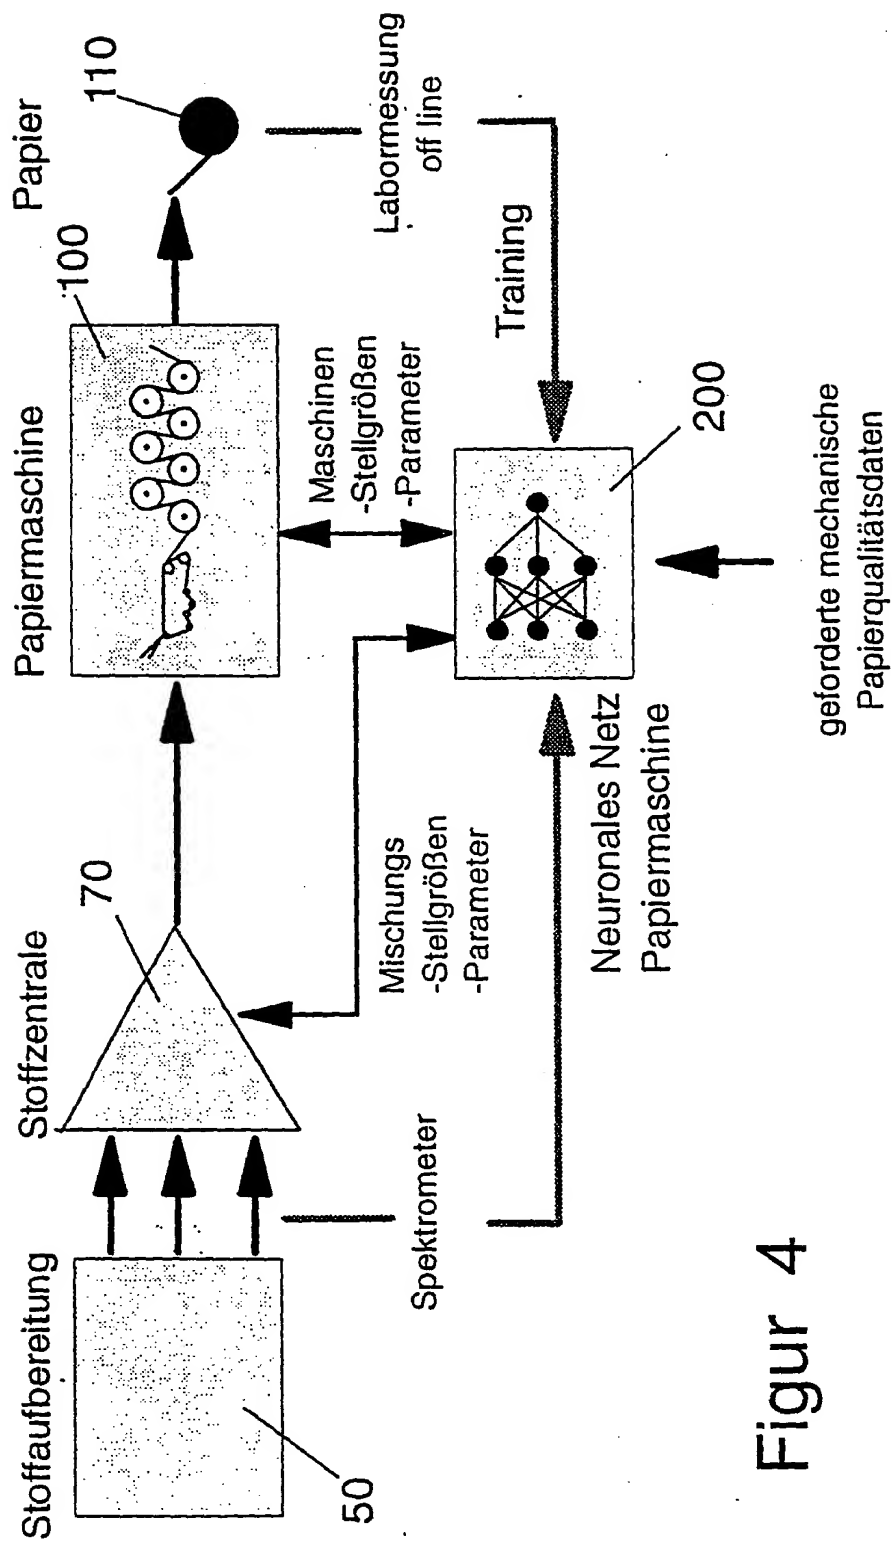 Stoffaufbereitung
Stoffzentrale
Papiermaschine
Papier
50
70
100
110
Spektrometer
Mischungs
-Stellgrößen
-Parameter
Maschinen
-Stellgrößen
-Parameter
Labormessung
off line
Training
Neuronales Netz
Papiermaschine
200
geforderte mechanische
Papierqualitätsdaten
Figur 4